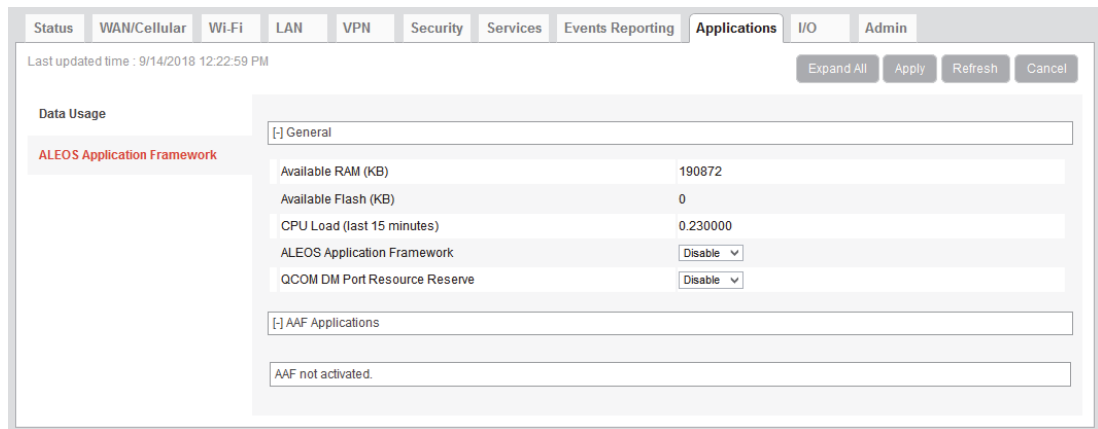 Status WAN/Cellular Wi-Fi LAN VPN Security Services Events Reporting Applications I/O Admin
Last updated time : 9/14/2018 12:22:59 PM
Expand All Apply Refresh Cancel
Data Usage
ALEOS Application Framework
[-] General
Available RAM (KB) 190872
Available Flash (KB) 0
CPU Load (last 15 minutes) 0.230000
ALEOS Application Framework Disable
QCOM DM Port Resource Reserve Disable
[-] AAF Applications
AAF not activated.